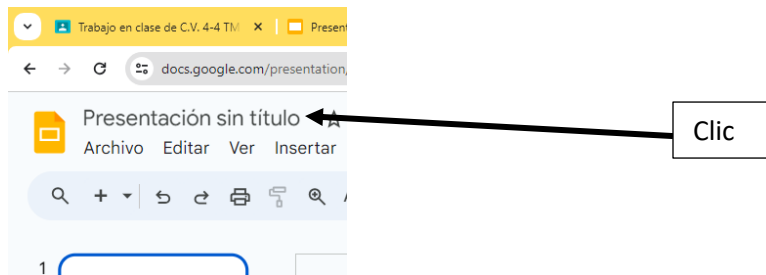 Trabajo en clase de C.V. 4-4 TM
Presen
docs.google.com/presentation/
Presentación sin título
Archivo Editar Ver Insertar
Clic
1